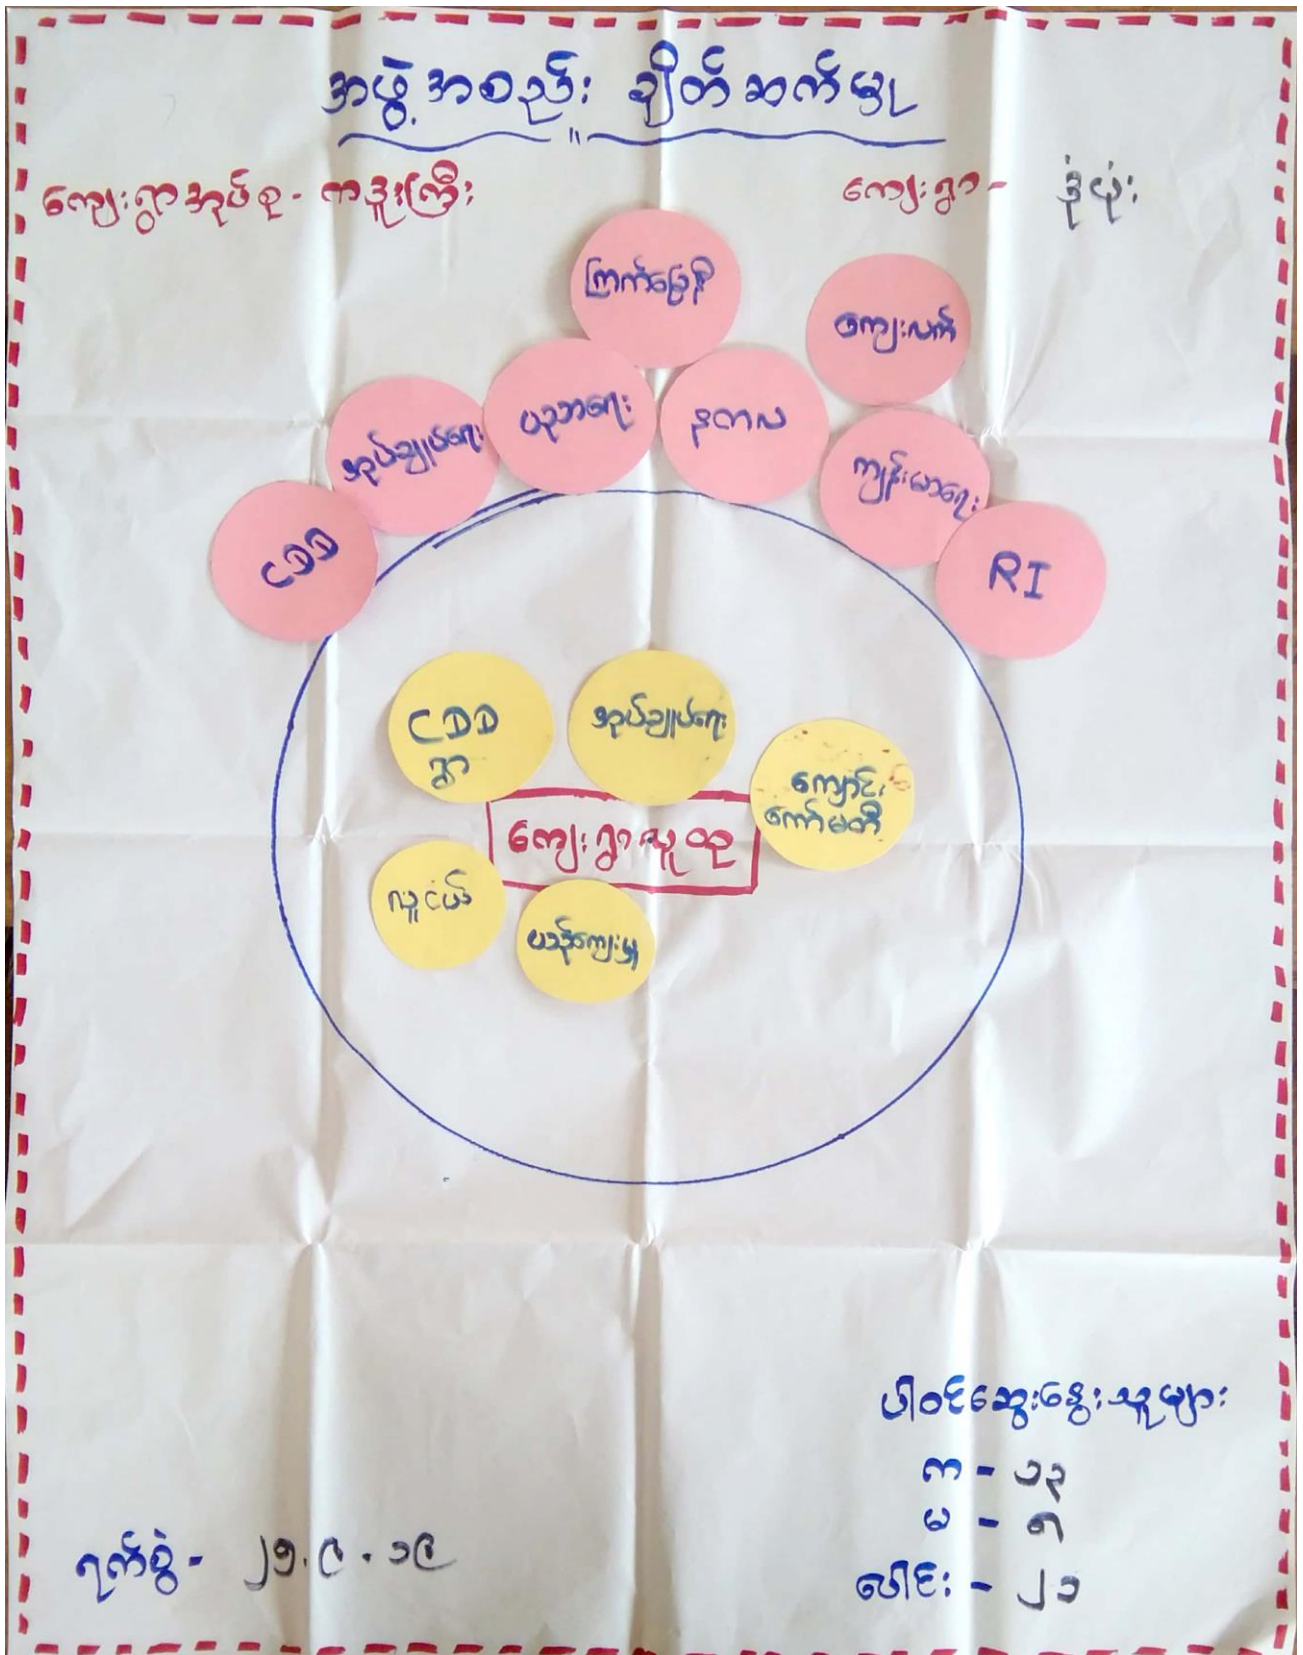 အဖွဲ့အစည်း ချိတ်ဆက်မှု
ကျေးရွာအုပ်စု - ကဒူးကြီး
ကျေးရွာ - ဒုံယုံး
ကြက်ခြေနီ
ကျေးလက်
အုပ်ချုပ်ရေး
ပညာရေး
နတလ
ကျန်းမာရေး
CDD
RI
CDD
ရွာ
အုပ်ချုပ်ရေး
ကျောင်း
ကော်မတီ
ကျေးရွာလူထု
လူငယ်
ပသို့ကျေးမှု
ပါဝင်ဆွေးနွေးသူများ
က - ၁၃
မ - ၈
ပေါင်း - ၂၁
ရက်စွဲ - ၂၅.၉.၁၉